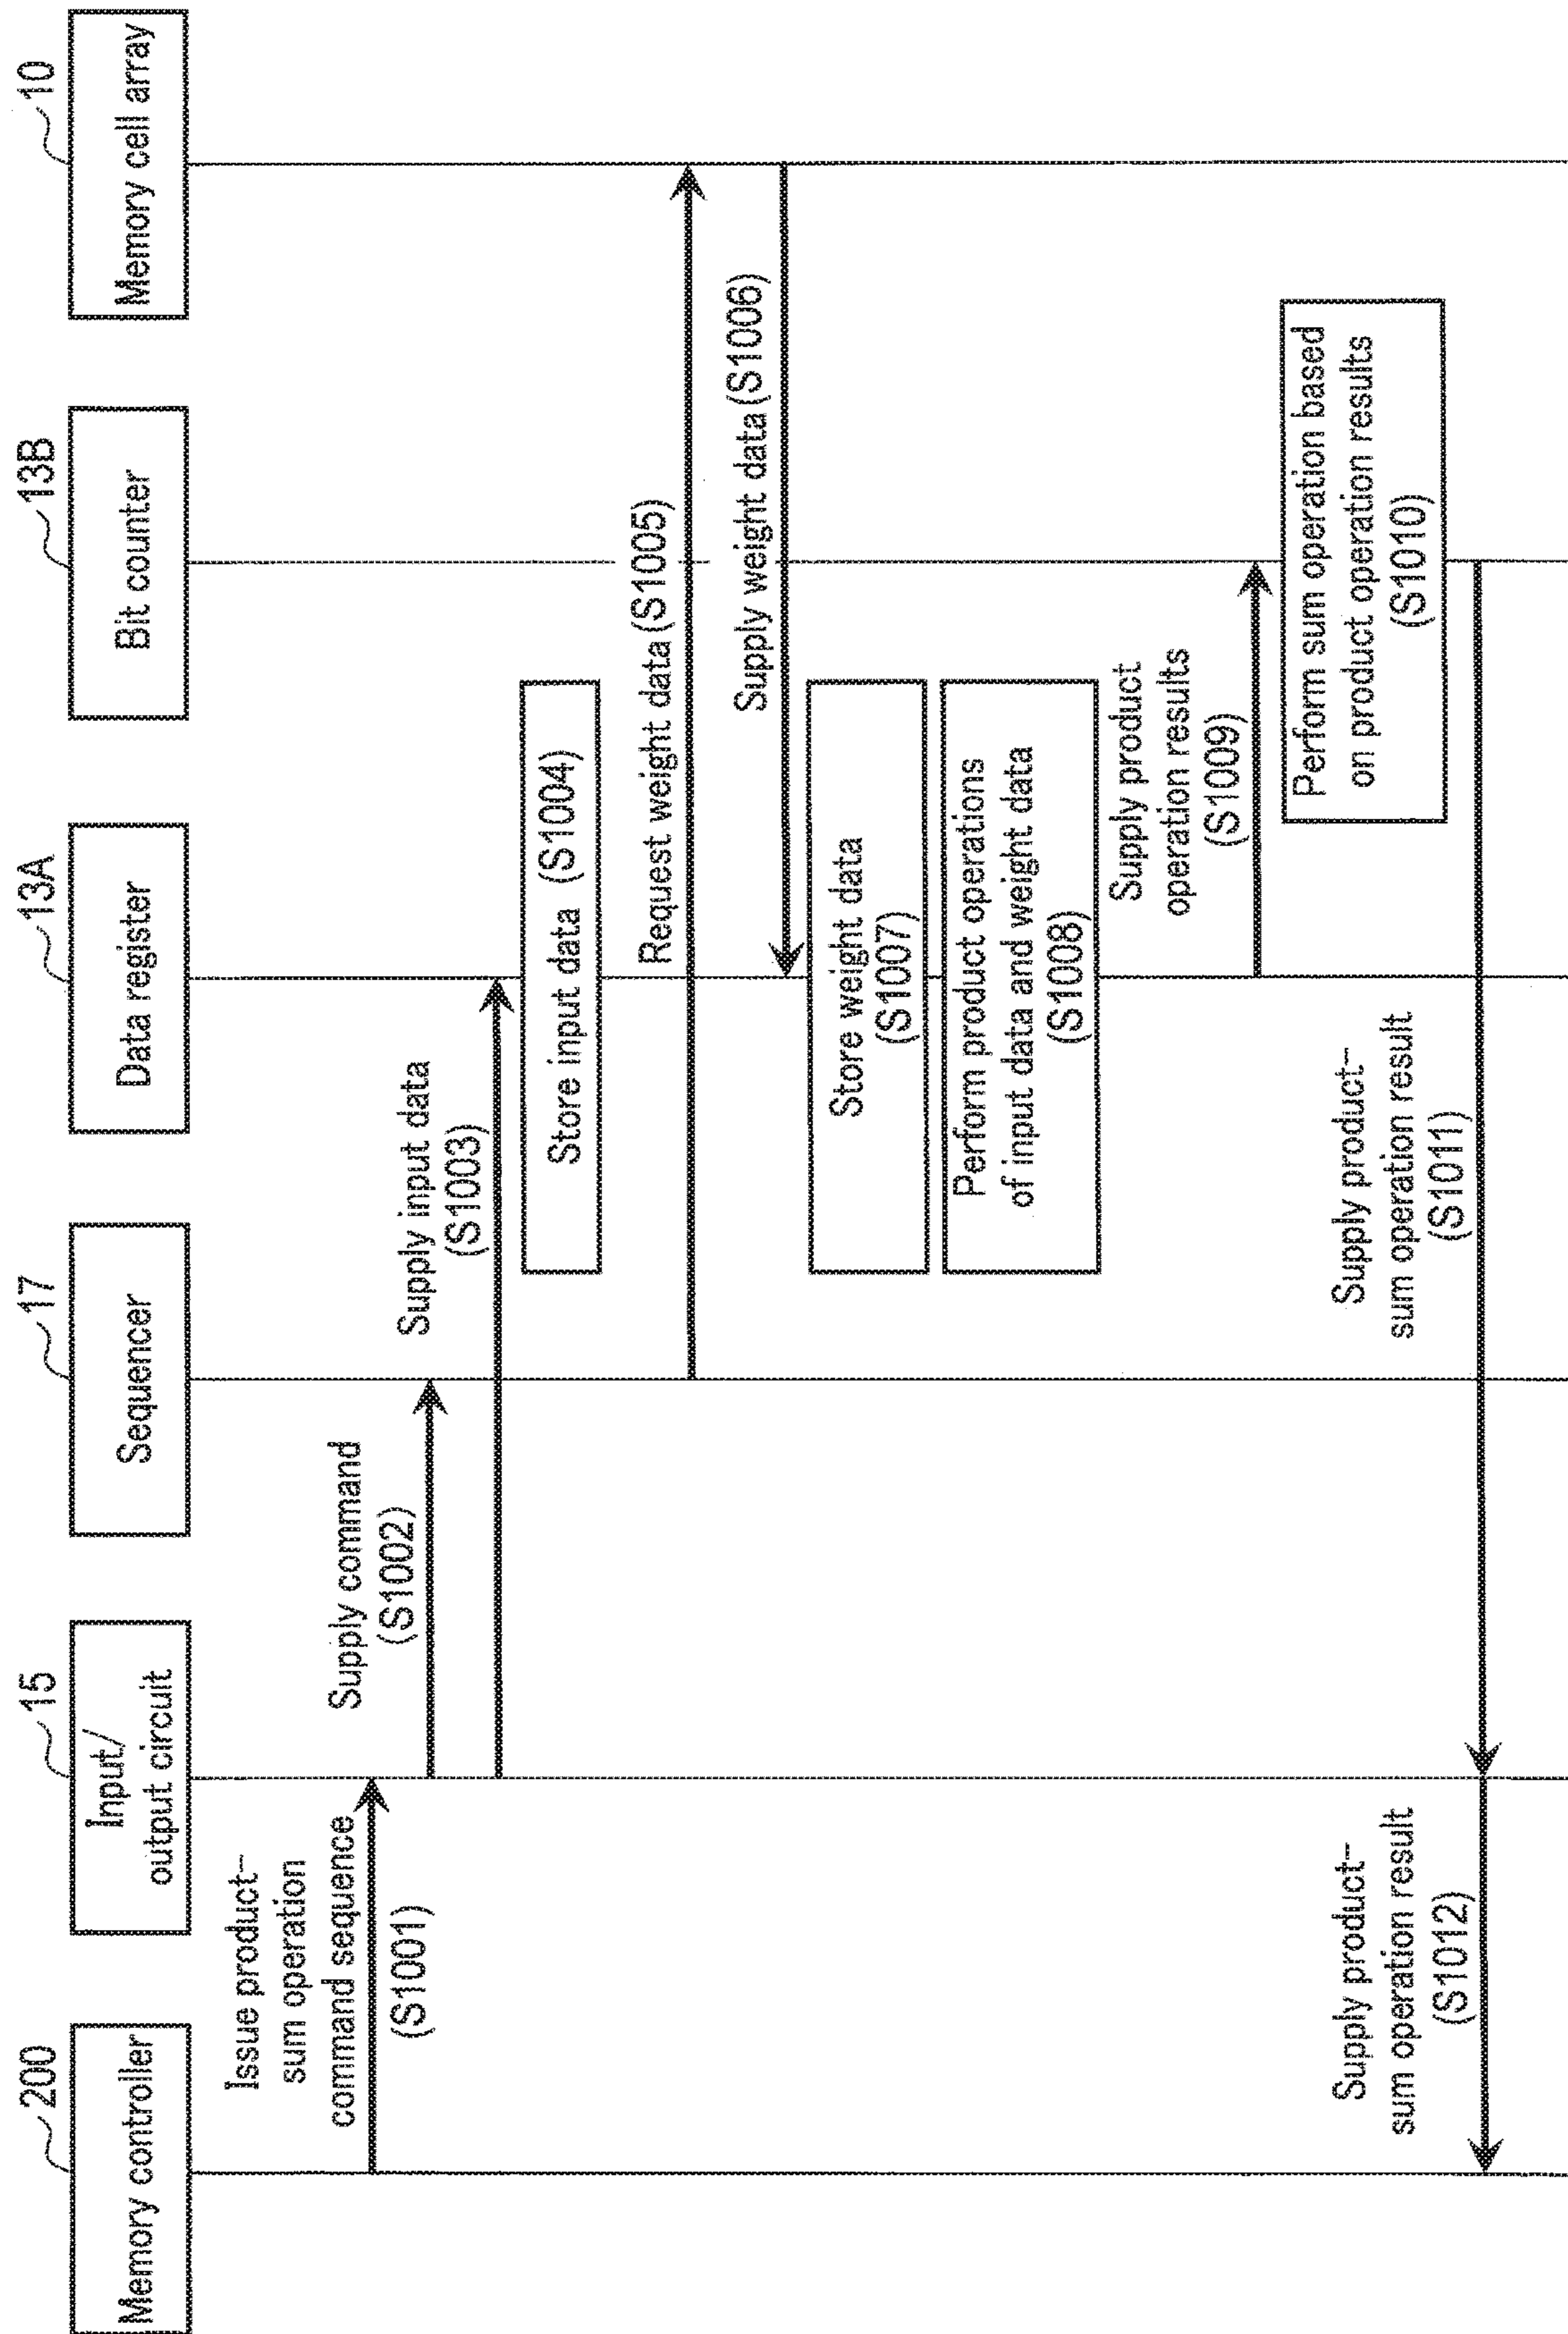 200
Memory controller
15
Input/
output circuit
17
Sequencer
13A
Data register
13B
Bit counter
10
Memory cell array
Issue product–
sum operation
command sequence
(S1001)
Supply command
(S1002)
Supply input data
(S1003)
Store input data (S1004)
Request weight data (S1005)
Supply weight data (S1006)
Store weight data
(S1007)
Perform product operations
of input data and weight data
(S1008)
Supply product
operation results
(S1009)
Perform sum operation based
on product operation results
(S1010)
Supply product–
sum operation result
(S1011)
Supply product–
sum operation result
(S1012)